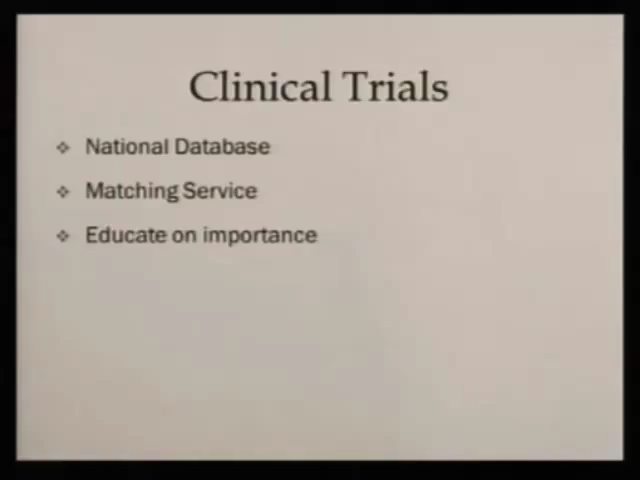 Clinical Trials
National Database
Matching Service
Educate on importance